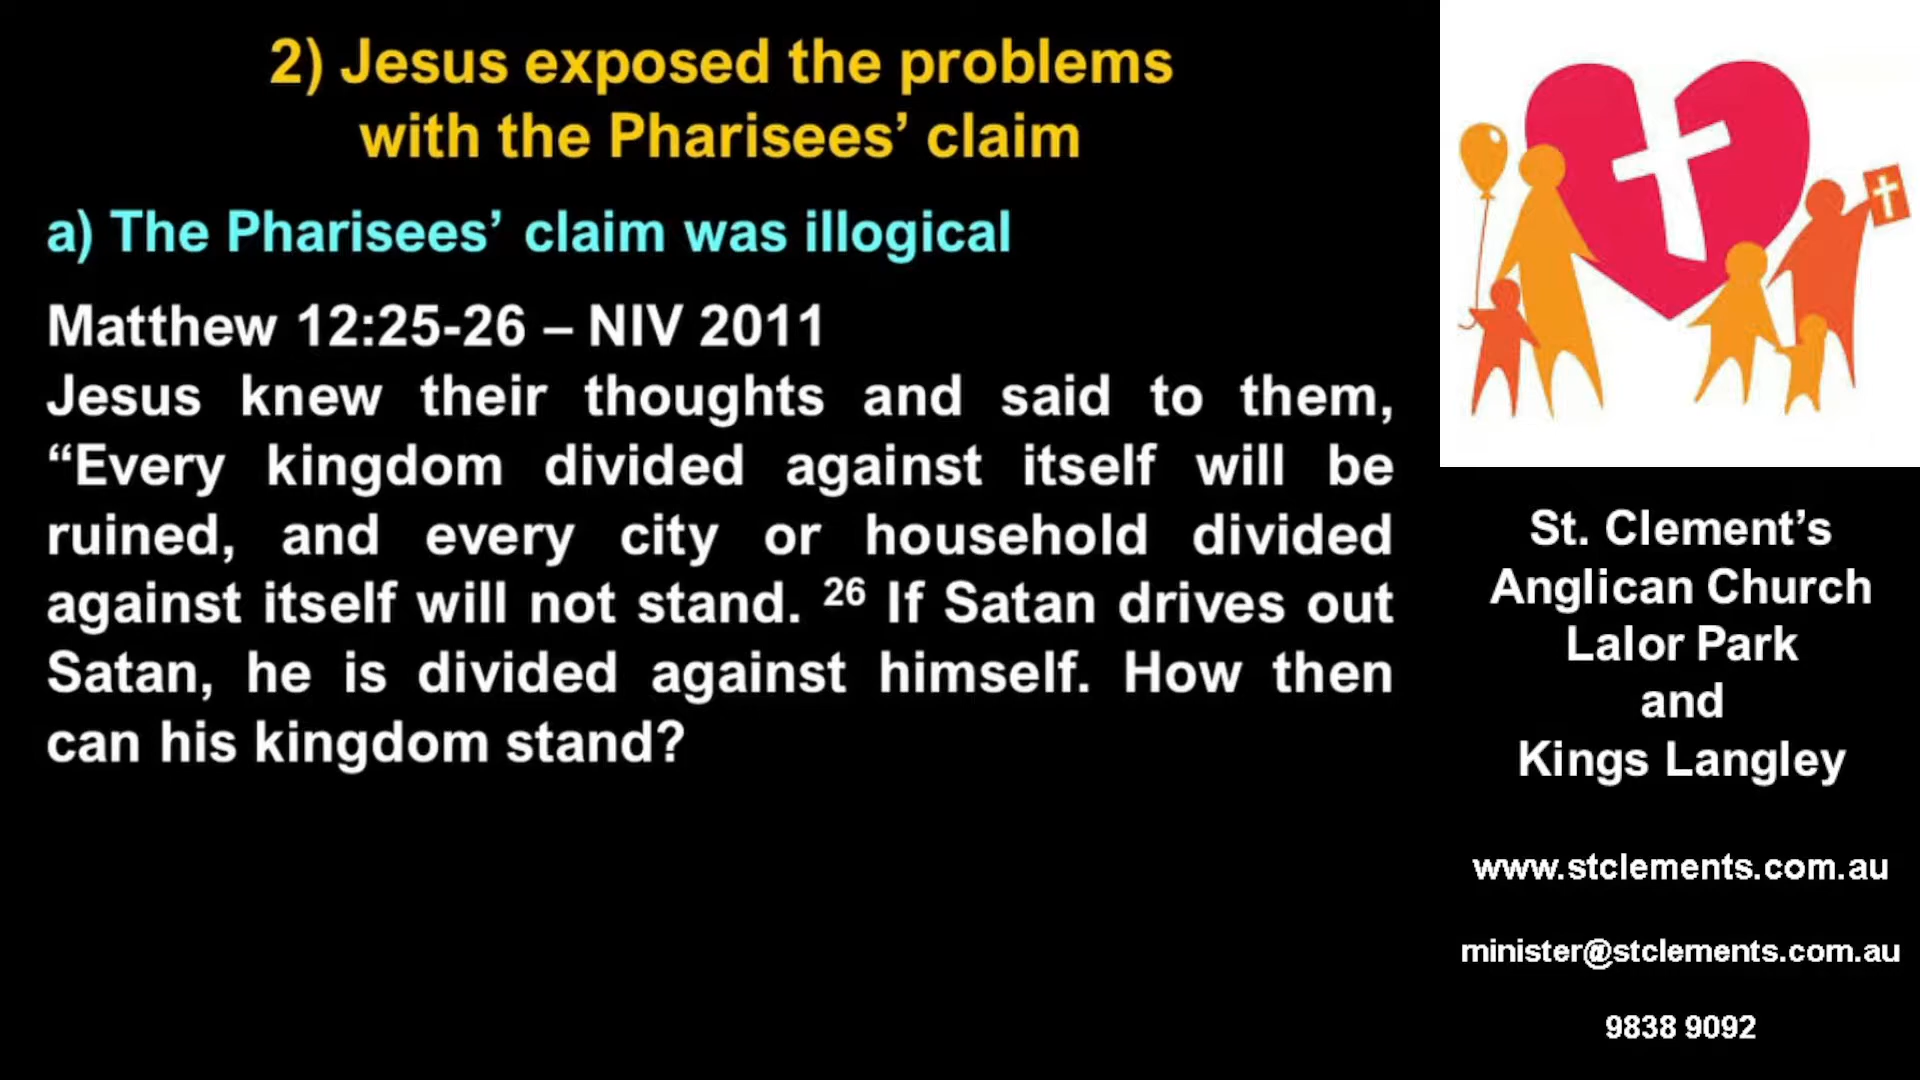 2) Jesus exposed the problems
with the Pharisees’ claim
a) The Pharisees’ claim was illogical
Matthew 12:25-26 – NIV 2011
Jesus knew their thoughts and said to them,
“Every kingdom divided against itself will be
ruined, and every city or household divided
against itself will not stand. 26 If Satan drives out
Satan, he is divided against himself. How then
can his kingdom stand?
St. Clement’s
Anglican Church
Lalor Park
and
Kings Langley
www.stclements.com.au
minister@stclements.com.au
9838 9092